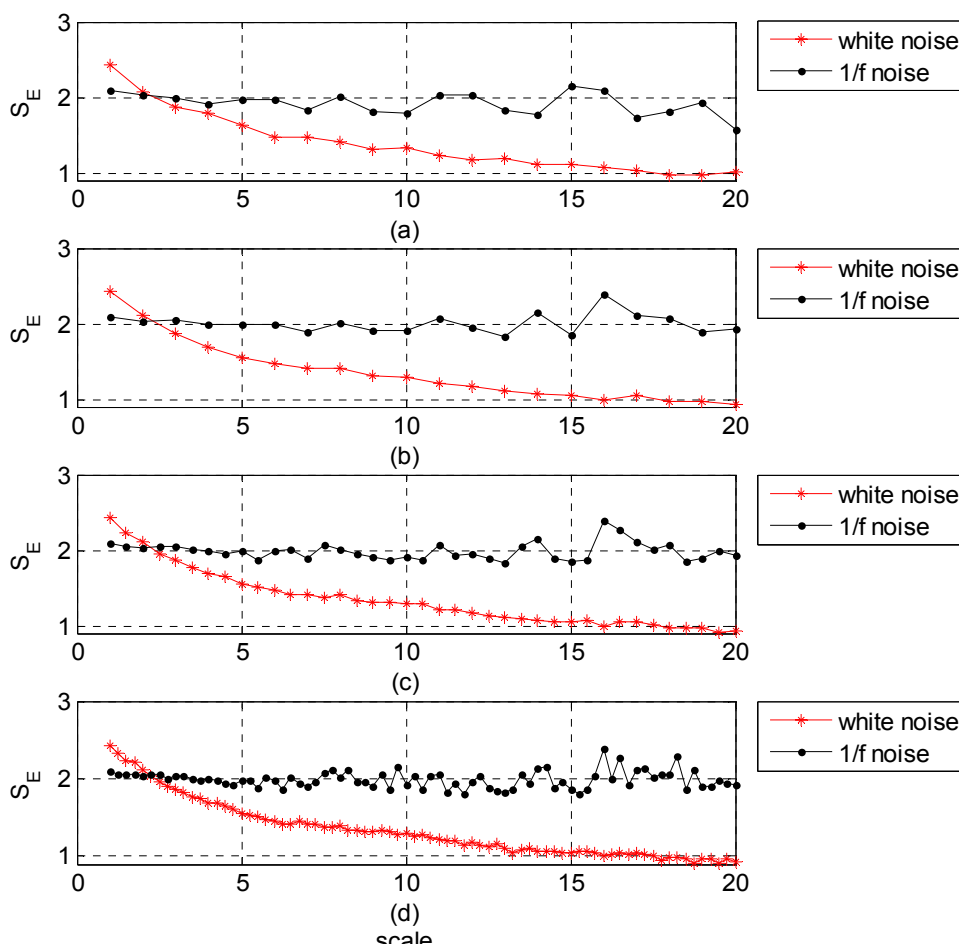 3
2
1
S_E
0 5 10 15 20
(a)
white noise
1/f noise
3
2
1
S_E
0 5 10 15 20
(b)
white noise
1/f noise
3
2
1
S_E
0 5 10 15 20
(c)
white noise
1/f noise
3
2
1
S_E
0 5 10 15 20
(d)
scale
white noise
1/f noise